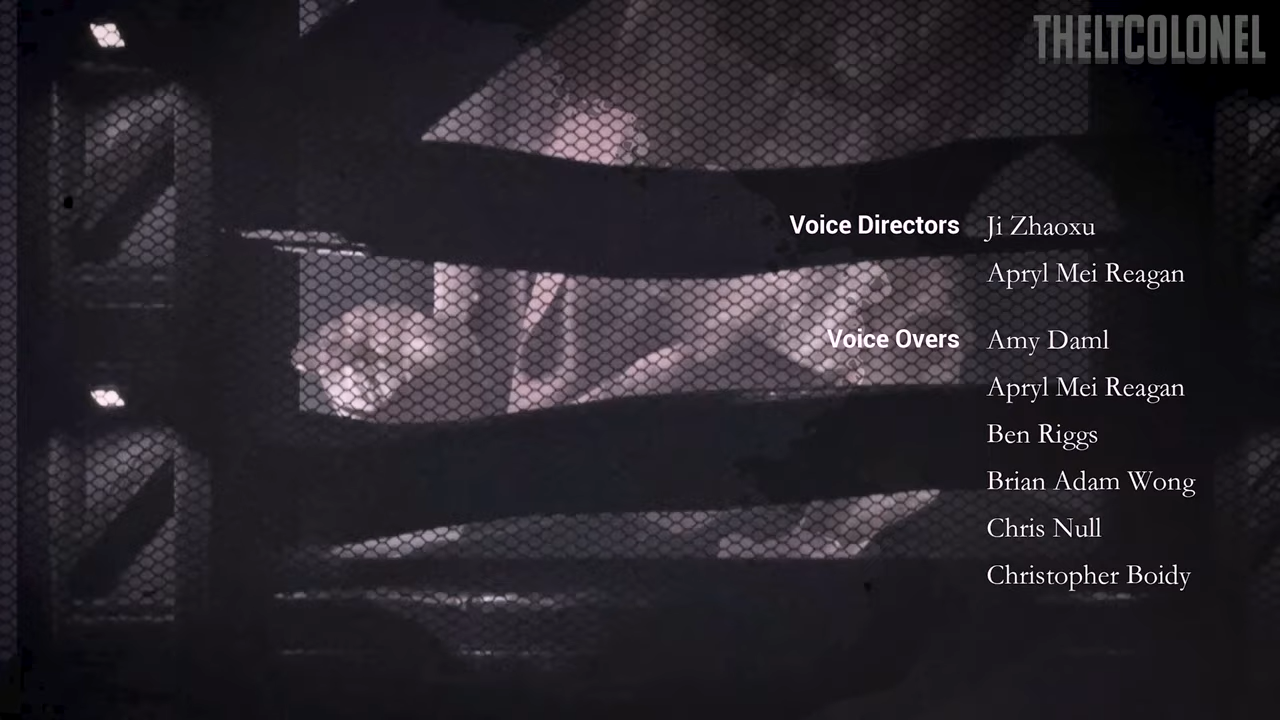 THELTCOLONEL
Voice Directors Ji Zhaoxu
Apryl Mei Reagan
Voice Overs Amy Daml
Apryl Mei Reagan
Ben Riggs
Brian Adam Wong
Chris Null
Christopher Boidy